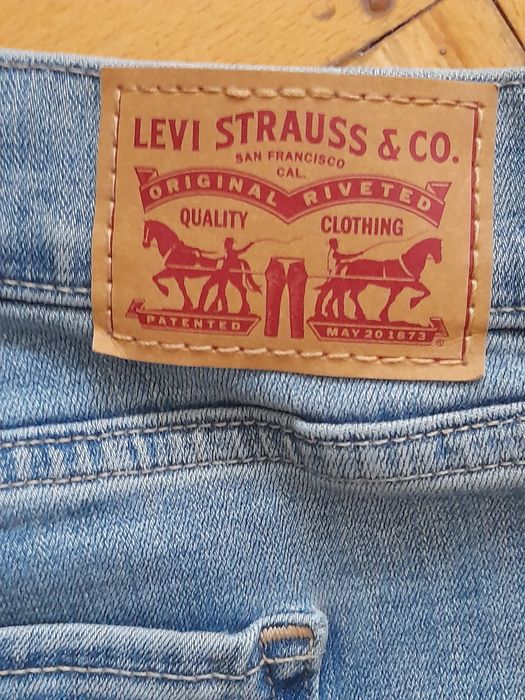 LEVI STRAUSS & CO.
SAN FRANCISCO
CAL.
ORIGINAL RIVETED
QUALITY CLOTHING
PATENTED MAY 20 1873
®